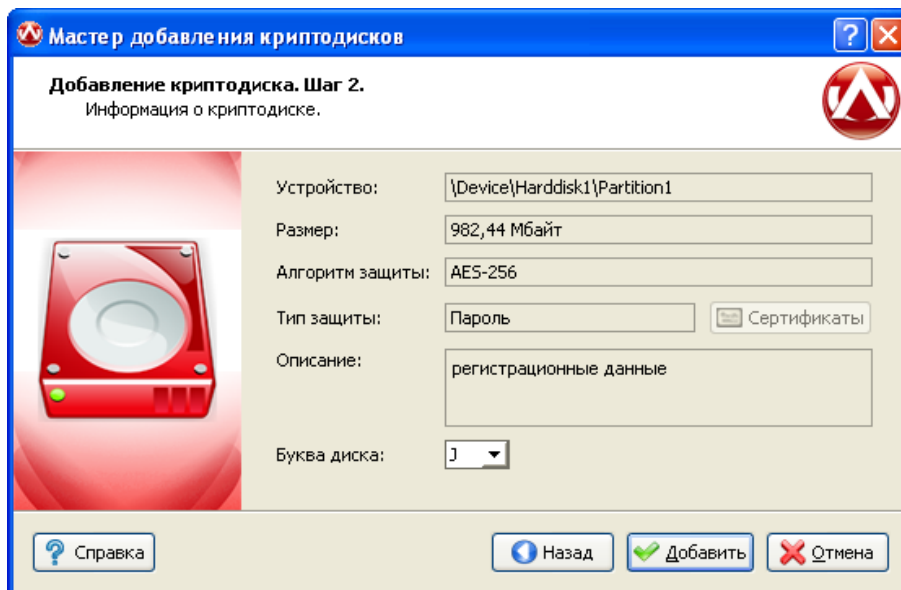 Мастер добавления криптодисков
Добавление криптодиска. Шаг 2.
Информация о криптодиске.
Устройство: \Device\Harddisk1\Partition1
Размер: 982,44 Мбайт
Алгоритм защиты: AES-256
Тип защиты: Пароль Сертификаты
Описание: регистрационные данные
Буква диска: J
Справка Назад Добавить Отмена